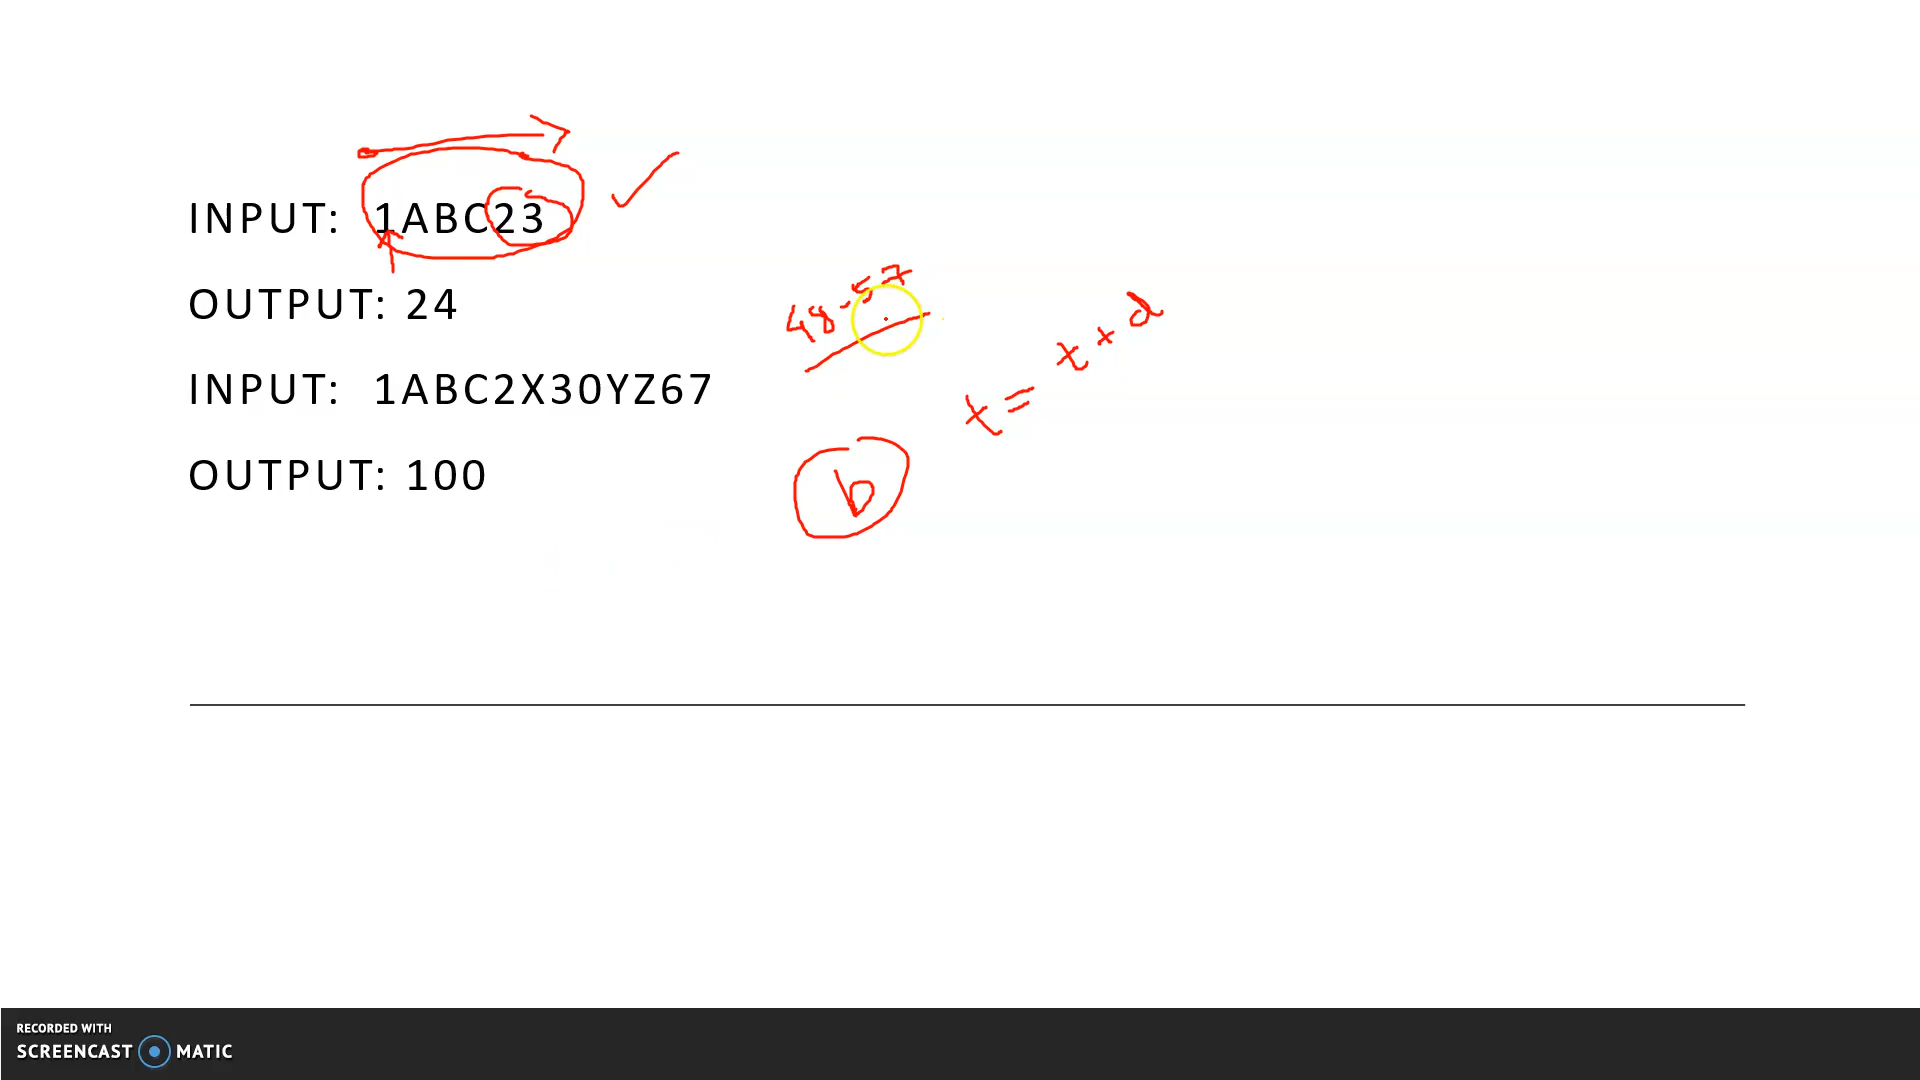 INPUT: 1ABC23
OUTPUT: 24
48-57
t = t + d
INPUT: 1ABC2X30YZ67
OUTPUT: 100
b
RECORDED WITH
SCREENCAST MATIC